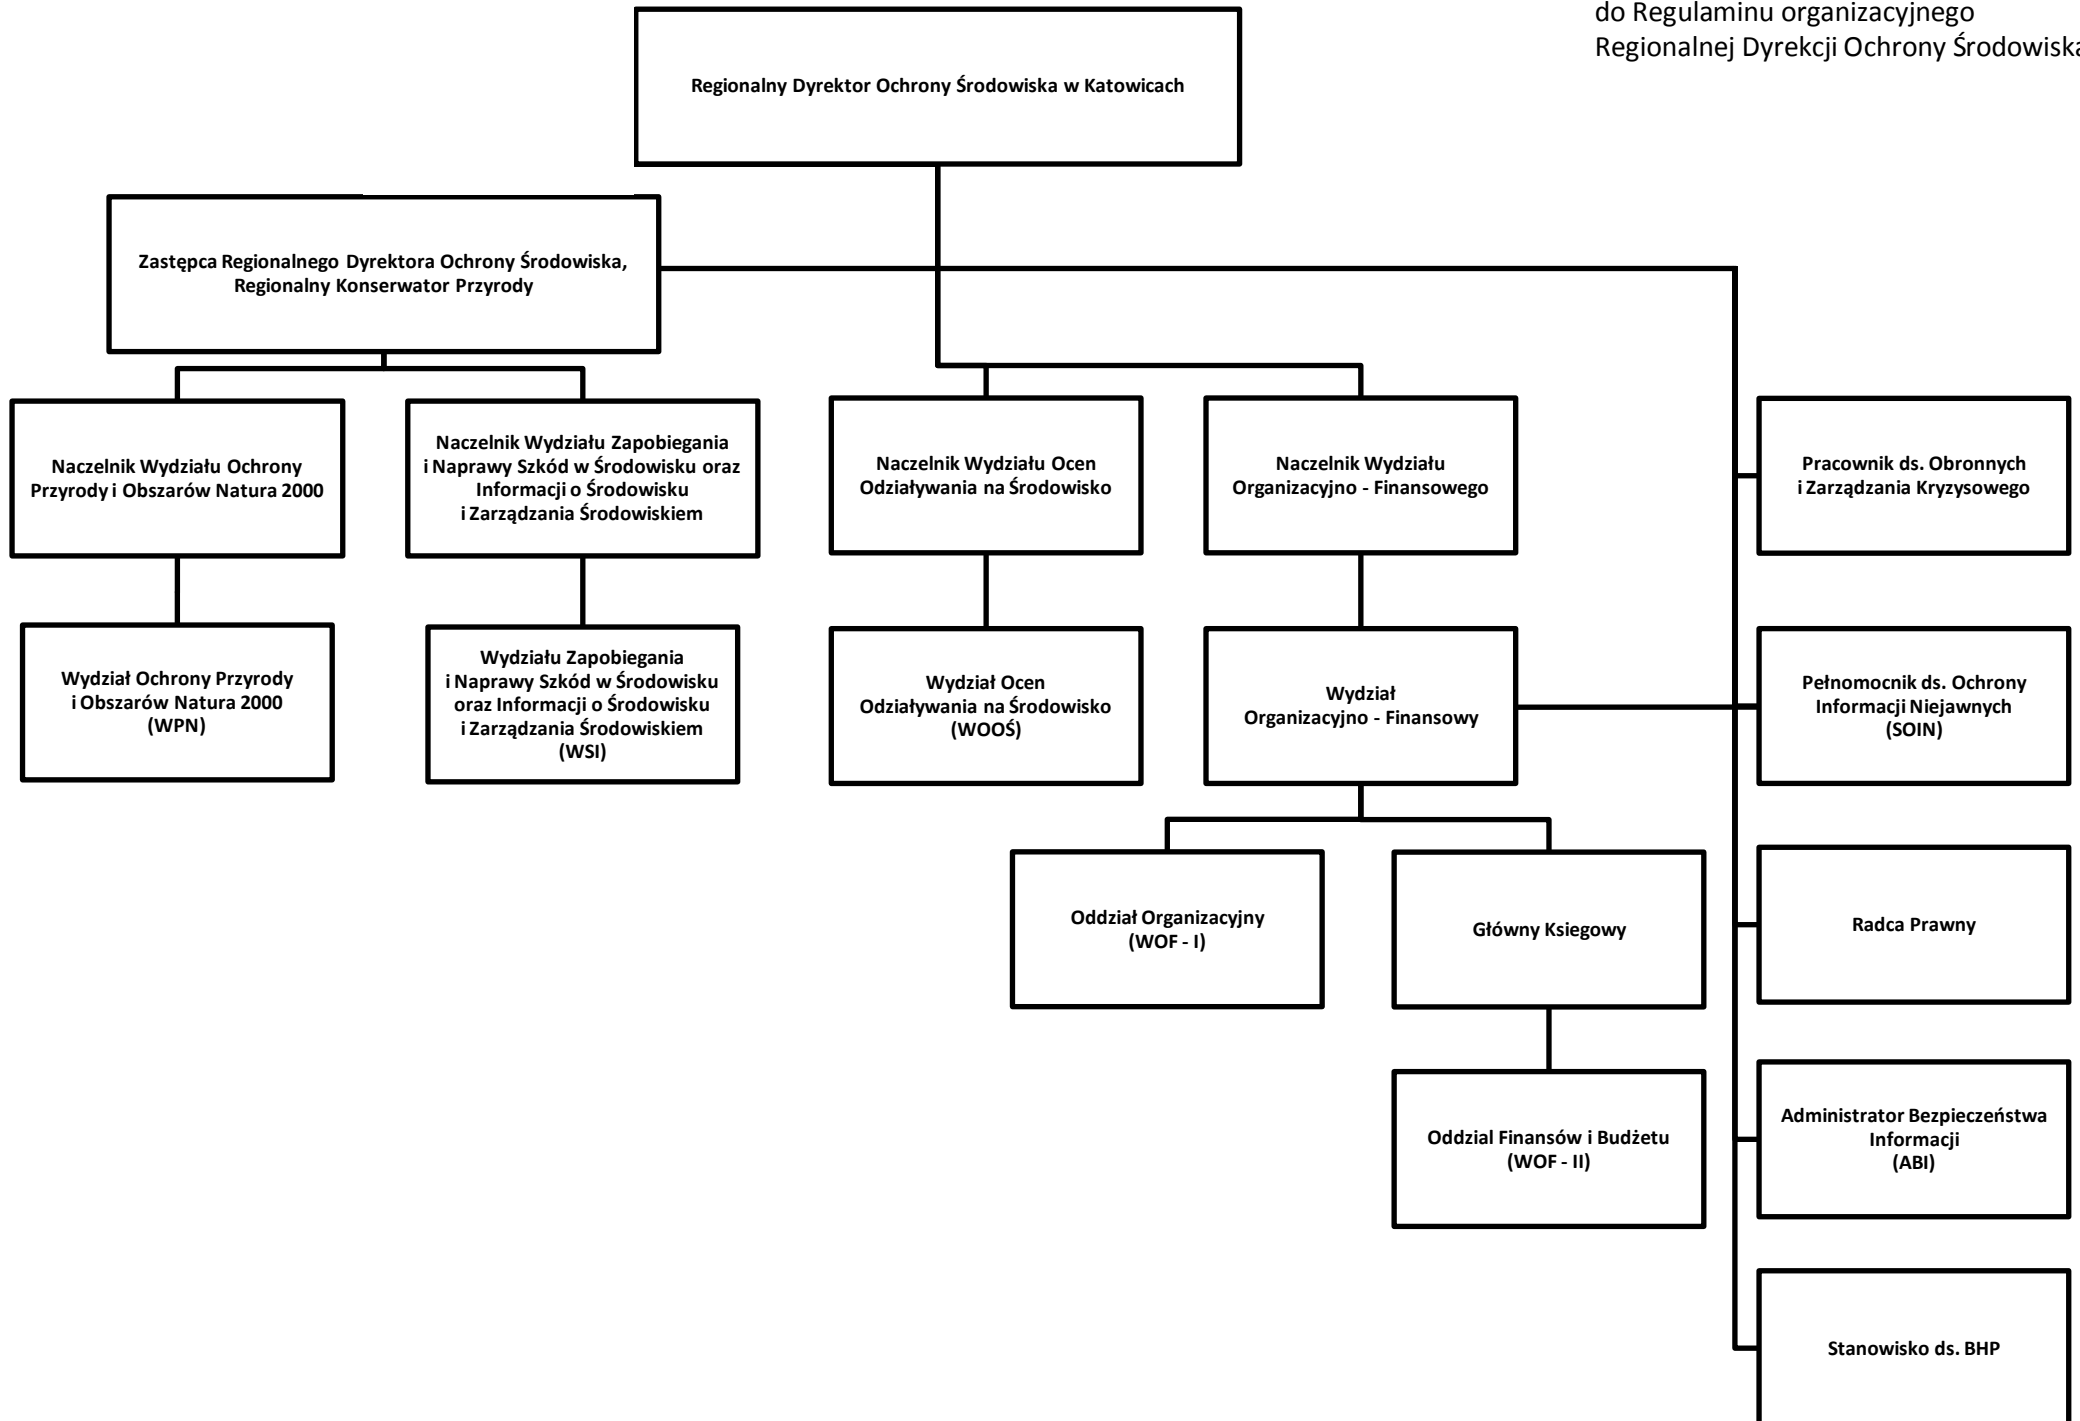 do Regulaminu organizacyjnego
Regionalnej Dyrekcji Ochrony Środowiska
Regionalny Dyrektor Ochrony Środowiska w Katowicach
Zastępca Regionalnego Dyrektora Ochrony Środowiska,
Regionalny Konserwator Przyrody
Naczelnik Wydziału Ochrony
Przyrody i Obszarów Natura 2000
Naczelnik Wydziału Zapobiegania
i Naprawy Szkód w Środowisku oraz
Informacji o Środowisku
i Zarządzania Środowiskiem
Naczelnik Wydziału Ocen
Odziaływania na Środowisko
Naczelnik Wydziału
Organizacyjno - Finansowego
Pracownik ds. Obronnych
i Zarządzania Kryzysowego
Wydział Ochrony Przyrody
i Obszarów Natura 2000
(WPN)
Wydziału Zapobiegania
i Naprawy Szkód w Środowisku
oraz Informacji o Środowisku
i Zarządzania Środowiskiem
(WSI)
Wydział Ocen
Odziaływania na Środowisko
(WOOŚ)
Wydział
Organizacyjno - Finansowy
Pełnomocnik ds. Ochrony
Informacji Niejawnych
(SOIN)
Oddział Organizacyjny
(WOF - I)
Główny Ksiegowy
Radca Prawny
Oddzial Finansów i Budżetu
(WOF - II)
Administrator Bezpieczeństwa
Informacji
(ABI)
Stanowisko ds. BHP